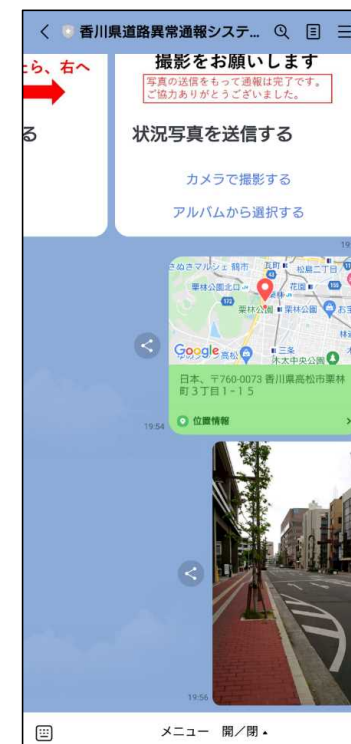 香川県道路異常通報システ...
たら、右へ
る
撮影をお願いします
写真の送信をもって通報は完了です。
ご協力ありがとうございました。
状況写真を送信する
カメラで撮影する
アルバムから選択する
19
さぬきマルシェ 鶴市
瓦町
松島二丁目
栗林公園北口
花園
栗林公園
栗林公園
お宝
Google
高松
三条
木太中央公園
日本、〒760-0073 香川県高松市栗林
町３丁目１−１５
位置情報
19:54
19:56
メニュー 開／閉